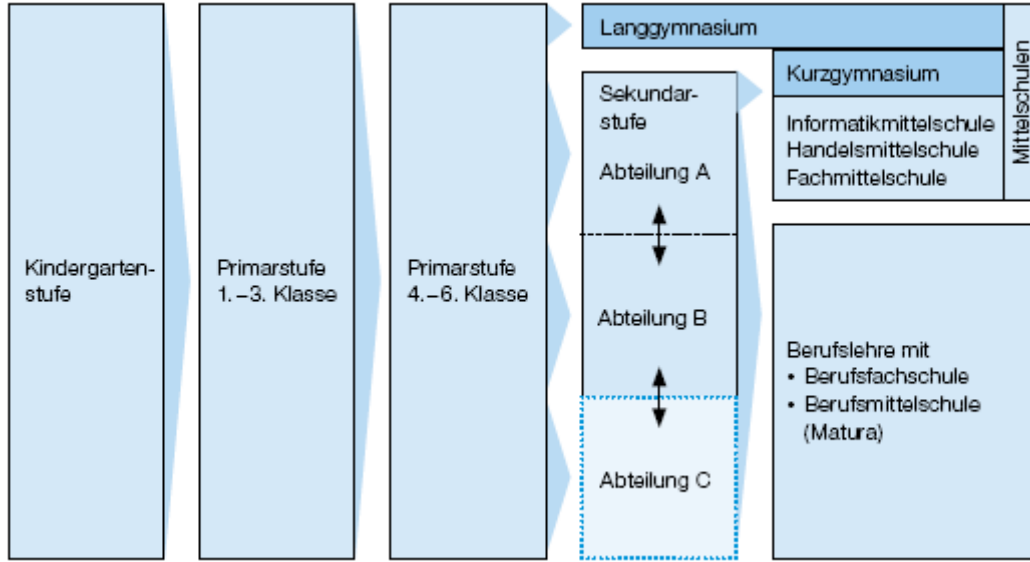 Kindergarten-
stufe
Primarstufe
1.–3. Klasse
Primarstufe
4.–6. Klasse
Langgymnasium
Sekundar-
stufe
Abteilung A
Abteilung B
Abteilung C
Kurzgymnasium
Informatikmittelschule
Handelsmittelschule
Fachmittelschule
Mittelschulen
Berufslehre mit
• Berufsfachschule
• Berufsmittelschule
(Matura)